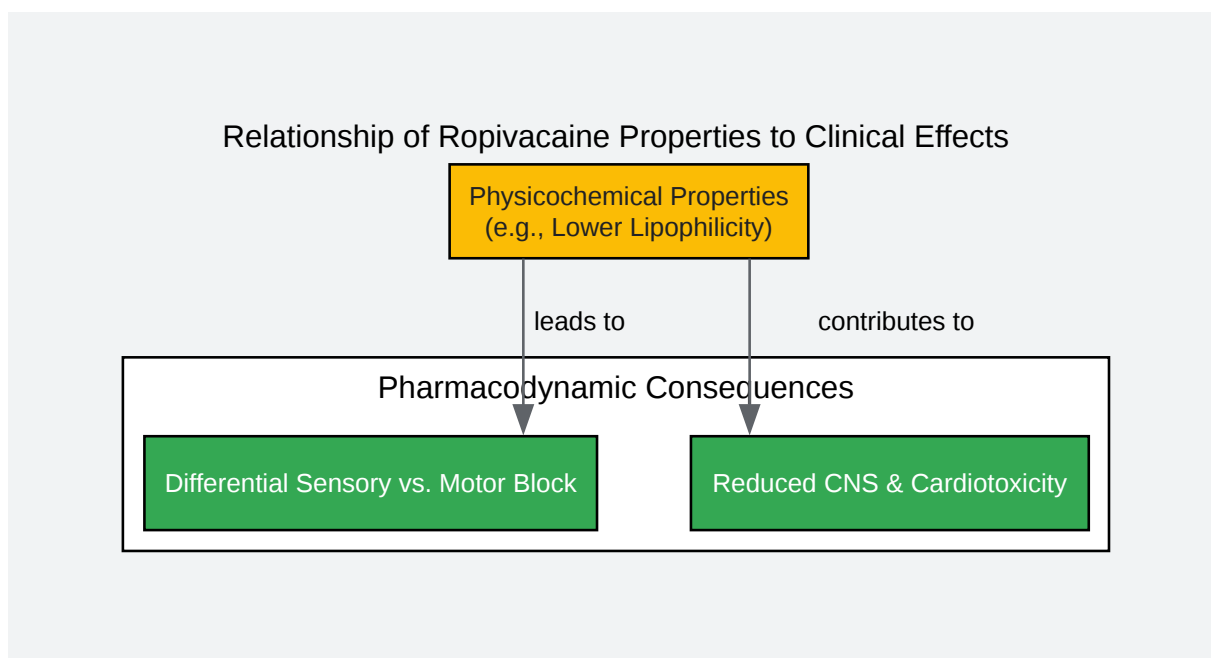 Relationship of Ropivacaine Properties to Clinical Effects
Physicochemical Properties
(e.g., Lower Lipophilicity)
leads to
contributes to
Pharmacodynamic Consequences
Differential Sensory vs. Motor Block
Reduced CNS & Cardiotoxicity